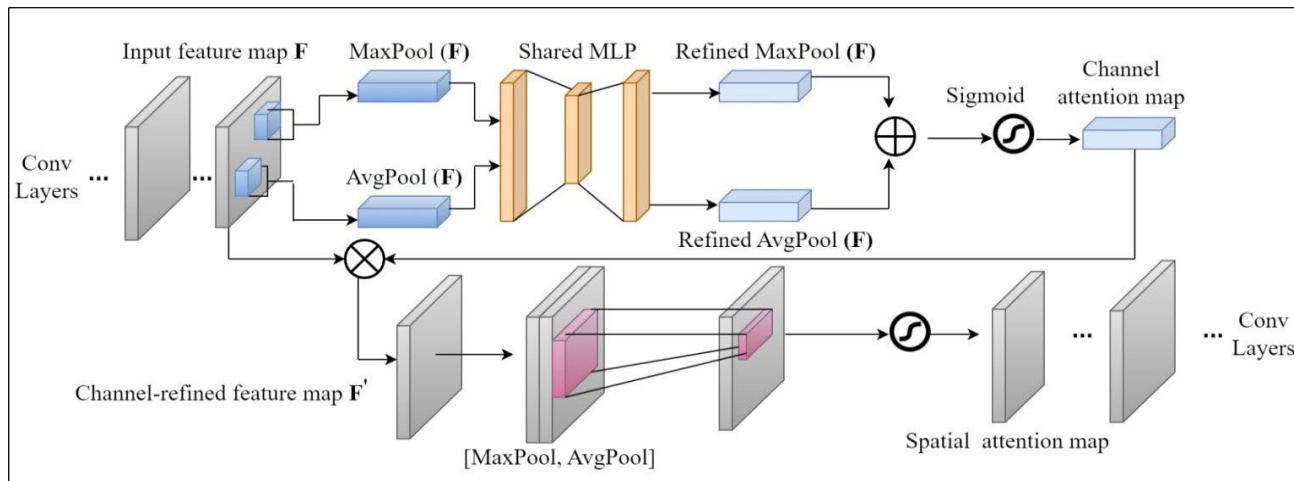 Input feature map F
MaxPool (F)
Shared MLP
Refined MaxPool (F)
Channel
attention map
Sigmoid
Conv
Layers
...
...
AvgPool (F)
Refined AvgPool (F)
Channel-refined feature map F'
[MaxPool, AvgPool]
Spatial attention map
...
...
Conv
Layers